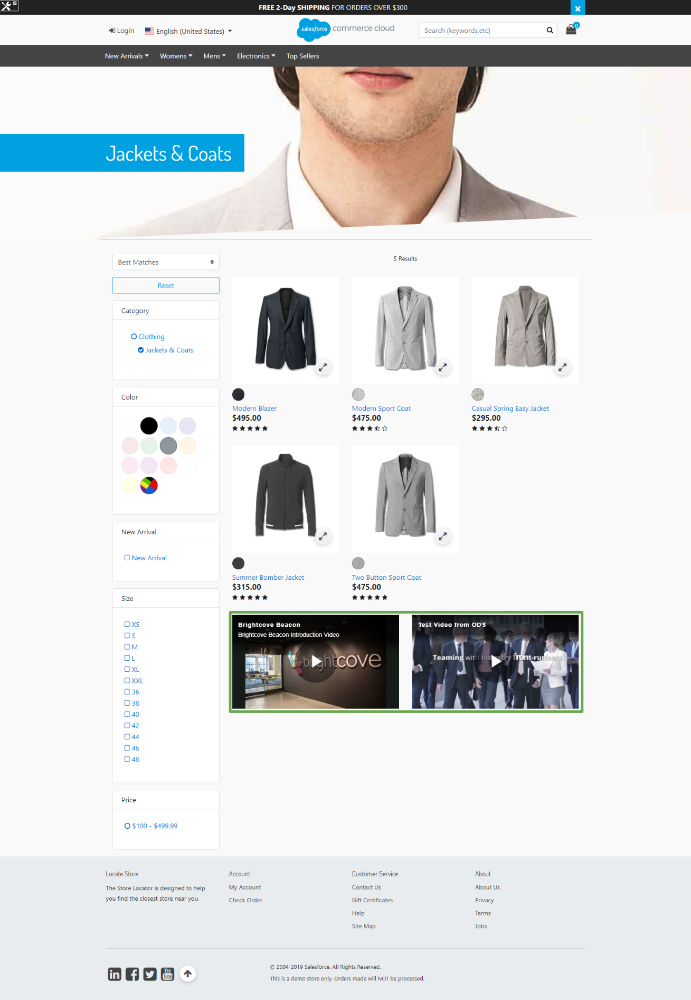 FREE 2-Day SHIPPING FOR ORDERS OVER $300
Login
English (United States)
salesforce commerce cloud
Search (keywords,etc)
0
New Arrivals
Womens
Mens
Electronics
Top Sellers
Jackets & Coats
Best Matches
5 Results
Reset
Category
Clothing
Jackets & Coats
Color
New Arrival
New Arrival
Size
XS
S
M
L
XL
XXL
36
38
40
42
44
46
48
Price
$100 - $499.99
Modern Blazer
$495.00
Modern Sport Coat
$475.00
Casual Spring Easy Jacket
$295.00
Summer Bomber Jacket
$315.00
Two Button Sport Coat
$475.00
Brightcove Beacon
Brightcove Beacon Introduction Video
brightcove
Test Video from ODS
Teaming with Industry front-runners
Locate Store
The Store Locator is designed to help
you find the closest store near you.
Account
My Account
Check Order
Customer Service
Contact Us
Gift Certificates
Help
Site Map
About
About Us
Privacy
Terms
Jobs
in
You
Tube
© 2004-2019 Salesforce. All Rights Reserved.
This is a demo store only. Orders made will NOT be processed.